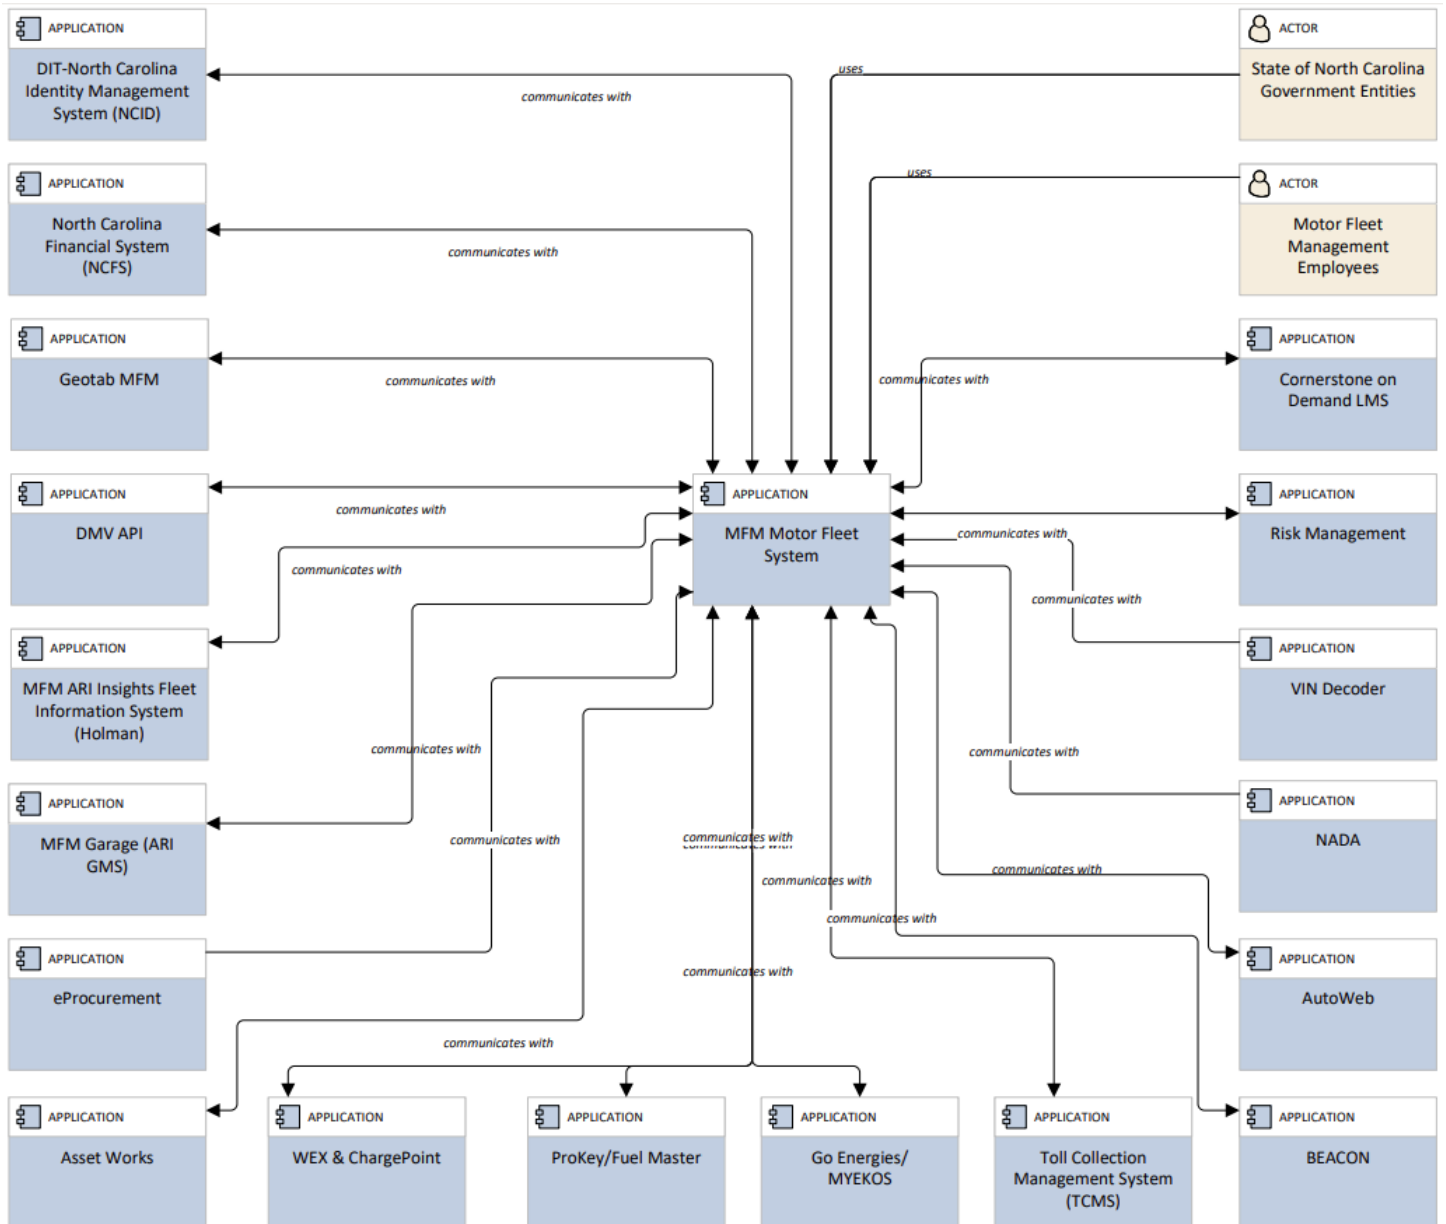 APPLICATION
DIT-North Carolina
Identity Management
System (NCID)
communicates with
uses
ACTOR
State of North Carolina
Government Entities
APPLICATION
North Carolina
Financial System
(NCFS)
communicates with
uses
ACTOR
Motor Fleet
Management
Employees
APPLICATION
Geotab MFM
communicates with
communicates with
APPLICATION
Cornerstone on
Demand LMS
APPLICATION
DMV API
communicates with
APPLICATION
MFM Motor Fleet
System
communicates with
APPLICATION
Risk Management
communicates with
communicates with
APPLICATION
MFM ARI Insights Fleet
Information System
(Holman)
communicates with
communicates with
APPLICATION
VIN Decoder
APPLICATION
MFM Garage (ARI
GMS)
communicates with
communicates with
communicates with
communicates with
communicates with
communicates with
APPLICATION
NADA
APPLICATION
eProcurement
communicates with
communicates with
APPLICATION
AutoWeb
APPLICATION
Asset Works
APPLICATION
WEX & ChargePoint
APPLICATION
ProKey/Fuel Master
APPLICATION
Go Energies/
MYEKOS
APPLICATION
Toll Collection
Management System
(TCMS)
APPLICATION
BEACON